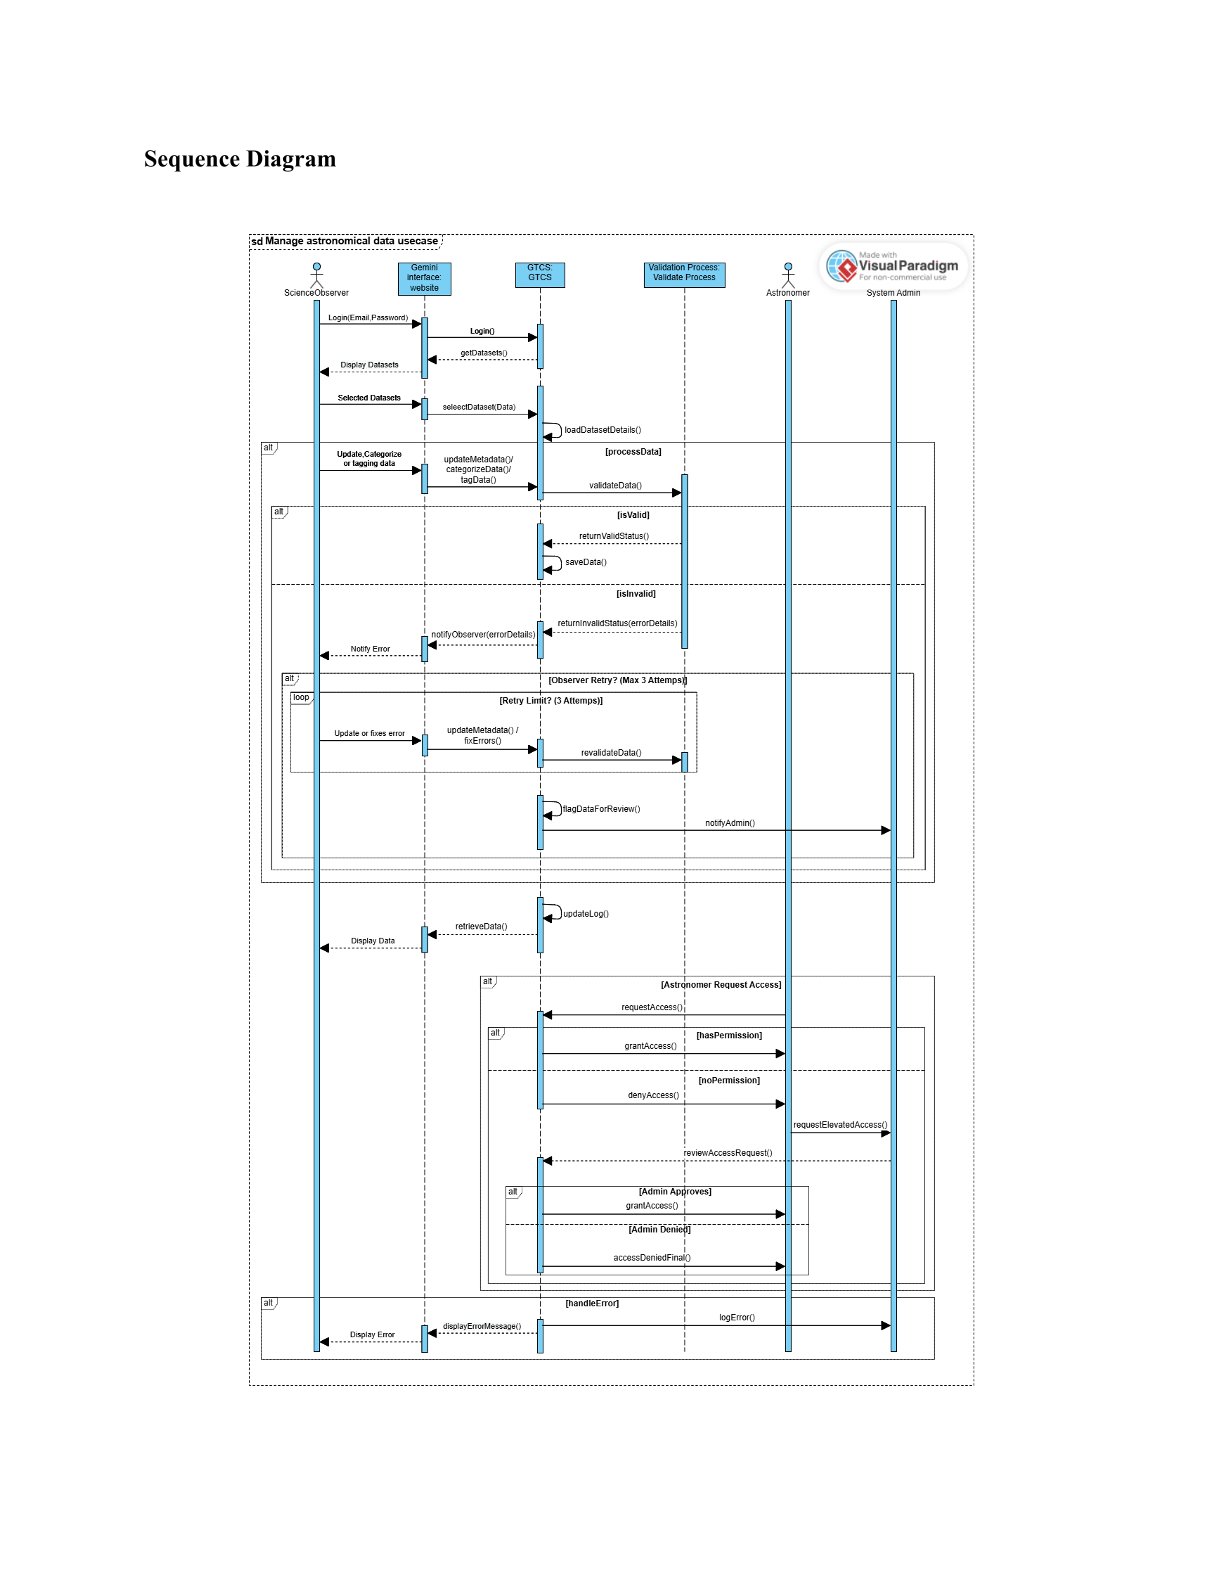 Sequence Diagram
sd Manage astronomical data usecase
Made with
VisualParadigm
For non-commercial use
ScienceObserver
Gemini
interface:
website
GTCS:
GTCS
Validation Process:
Validate Process
Astronomer
System Admin
Login(Email,Password)
Login()
getDatasets()
Display Datasets
Selected Datasets
seleectDataset(Data)
loadDatasetDetails()
alt
[processData]
Update,Categorize
or tagging data
updateMetadata()/
categorizeData()/
tagData()
validateData()
alt
[isValid]
returnValidStatus()
saveData()
[isInvalid]
returnInvalidStatus(errorDetails)
notifyObserver(errorDetails)
Notify Error
alt
[Observer Retry? (Max 3 Attemps)]
loop
[Retry Limit? (3 Attemps)]
Update or fixes error
updateMetadata() /
fixErrors()
revalidateData()
flagDataForReview()
notifyAdmin()
updateLog()
retrieveData()
Display Data
alt
[Astronomer Request Access]
requestAccess()
alt
[hasPermission]
grantAccess()
[noPermission]
denyAccess()
requestElevatedAccess()
reviewAccessRequest()
alt
[Admin Approves]
grantAccess()
[Admin Denied]
accessDeniedFinal()
alt
[handleError]
logError()
displayErrorMessage()
Display Error